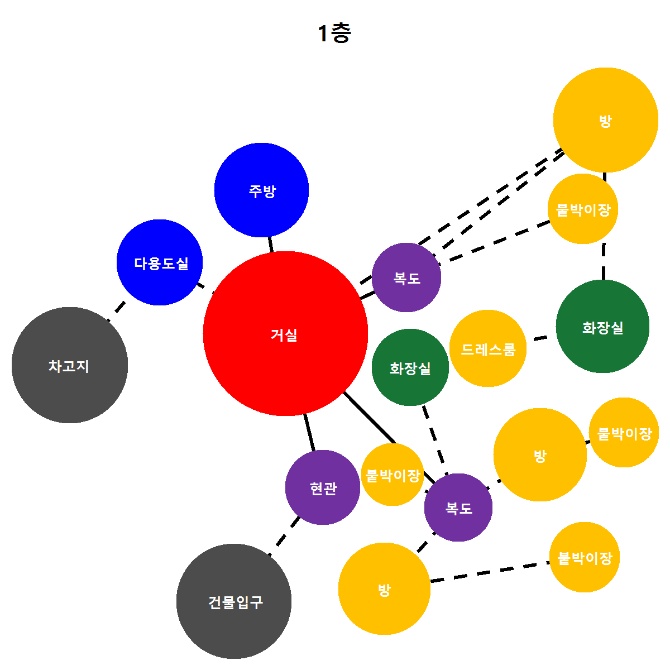 1층
방
주방
붙박이장
다용도실
복도
화장실
거실
드레스룸
차고지
화장실
붙박이장
방
붙박이장
현관
복도
붙박이장
방
건물입구